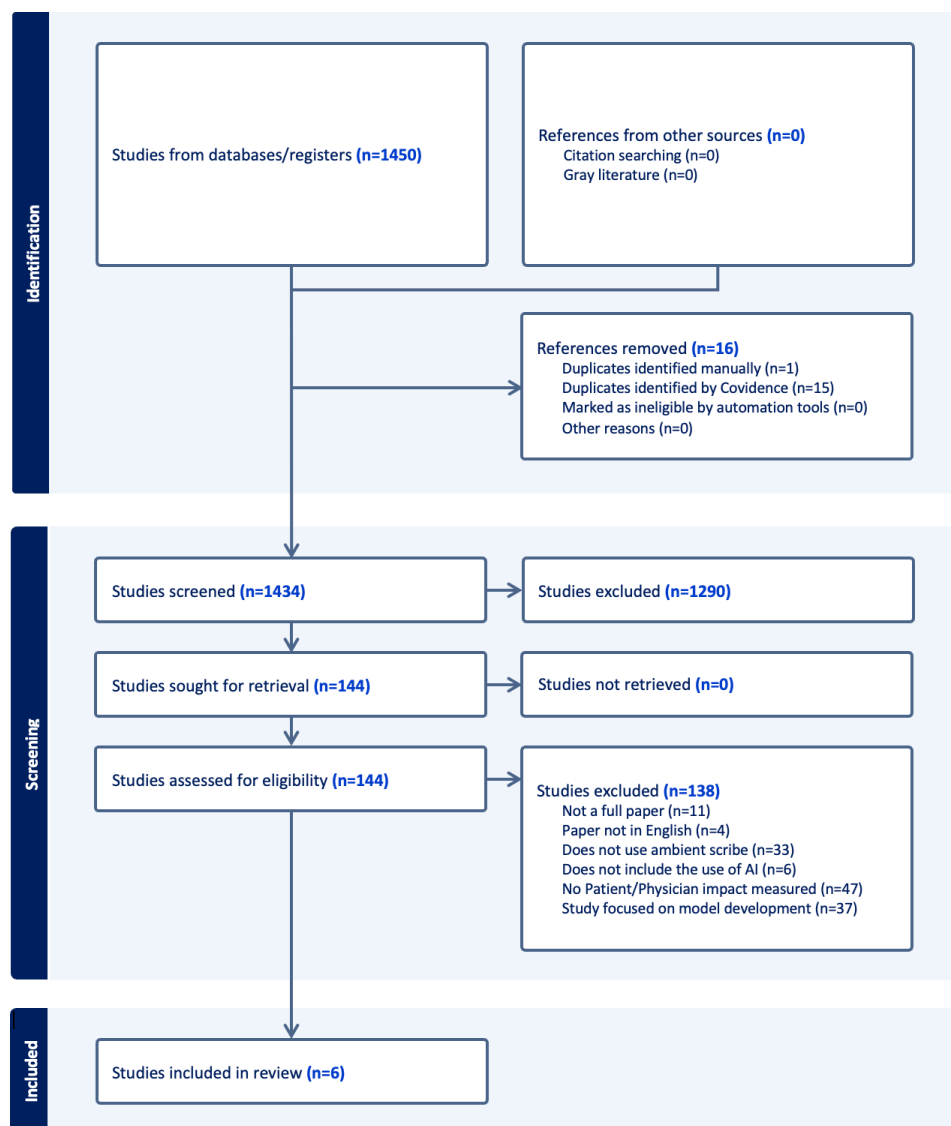 Identification
Studies from databases/registers (n=1450)
References from other sources (n=0)
Citation searching (n=0)
Gray literature (n=0)
References removed (n=16)
Duplicates identified manually (n=1)
Duplicates identified by Covidence (n=15)
Marked as ineligible by automation tools (n=0)
Other reasons (n=0)
Screening
Studies screened (n=1434)
Studies excluded (n=1290)
Studies sought for retrieval (n=144)
Studies not retrieved (n=0)
Studies assessed for eligibility (n=144)
Studies excluded (n=138)
Not a full paper (n=11)
Paper not in English (n=4)
Does not use ambient scribe (n=33)
Does not include the use of AI (n=6)
No Patient/Physician impact measured (n=47)
Study focused on model development (n=37)
Included
Studies included in review (n=6)